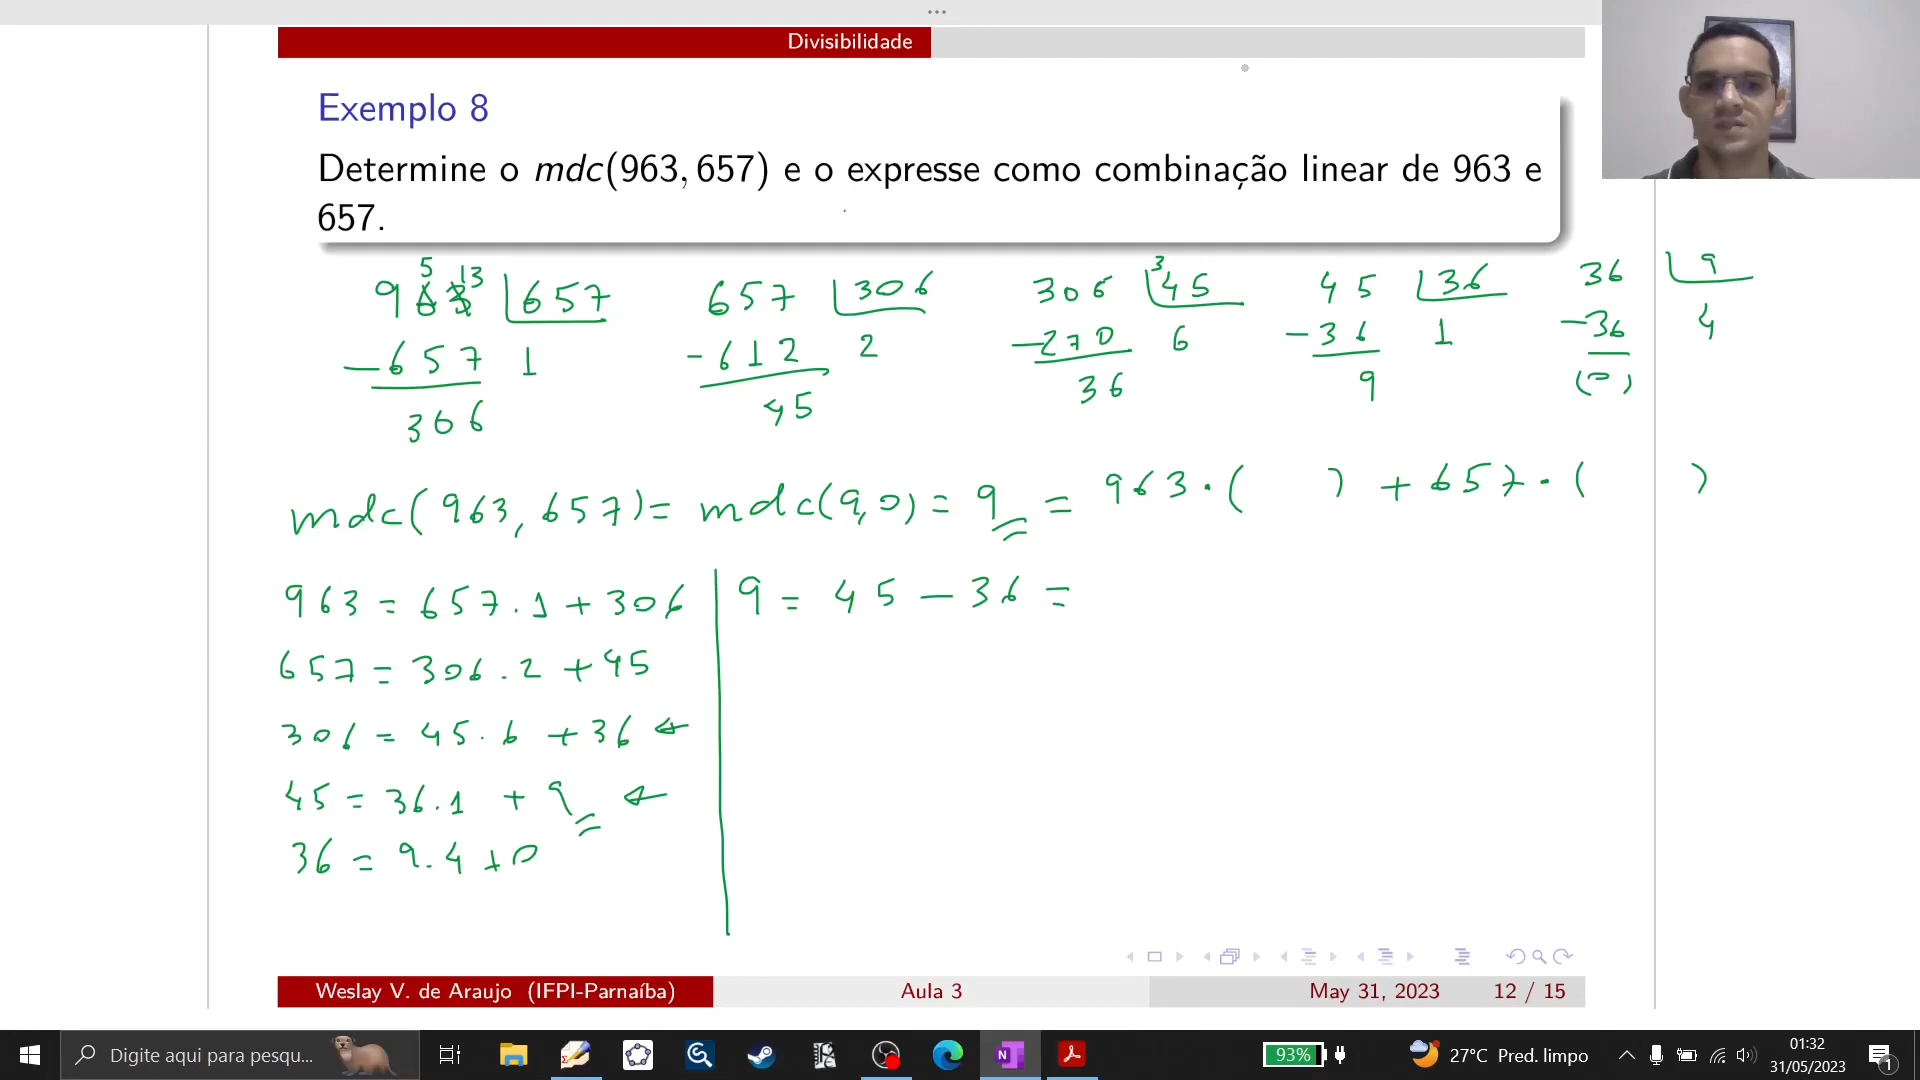 Divisibilidade
Exemplo 8
Determine o mdc(963, 657) e o expresse como combinação linear de 963 e
657.
5 13
963 657 657 306 306 3 45 45 36 36 9
-657 1 -612 2 -270 6 -36 1 -36 4
306 45 36 9 (0)
mdc(963, 657) = mdc(9,0) = 9 = 963·( ) + 657·( )
963 = 657.1 + 306 9 = 45 - 36 =
657 = 306.2 + 45
306 = 45.6 + 36 ←
45 = 36.1 + 9 ←
36 = 9.4 + 0
Weslay V. de Araujo (IFPI-Parnaíba) Aula 3 May 31, 2023 12 / 15
Digite aqui para pesqu... 93% 27°C Pred. limpo 01:32
31/05/2023 1